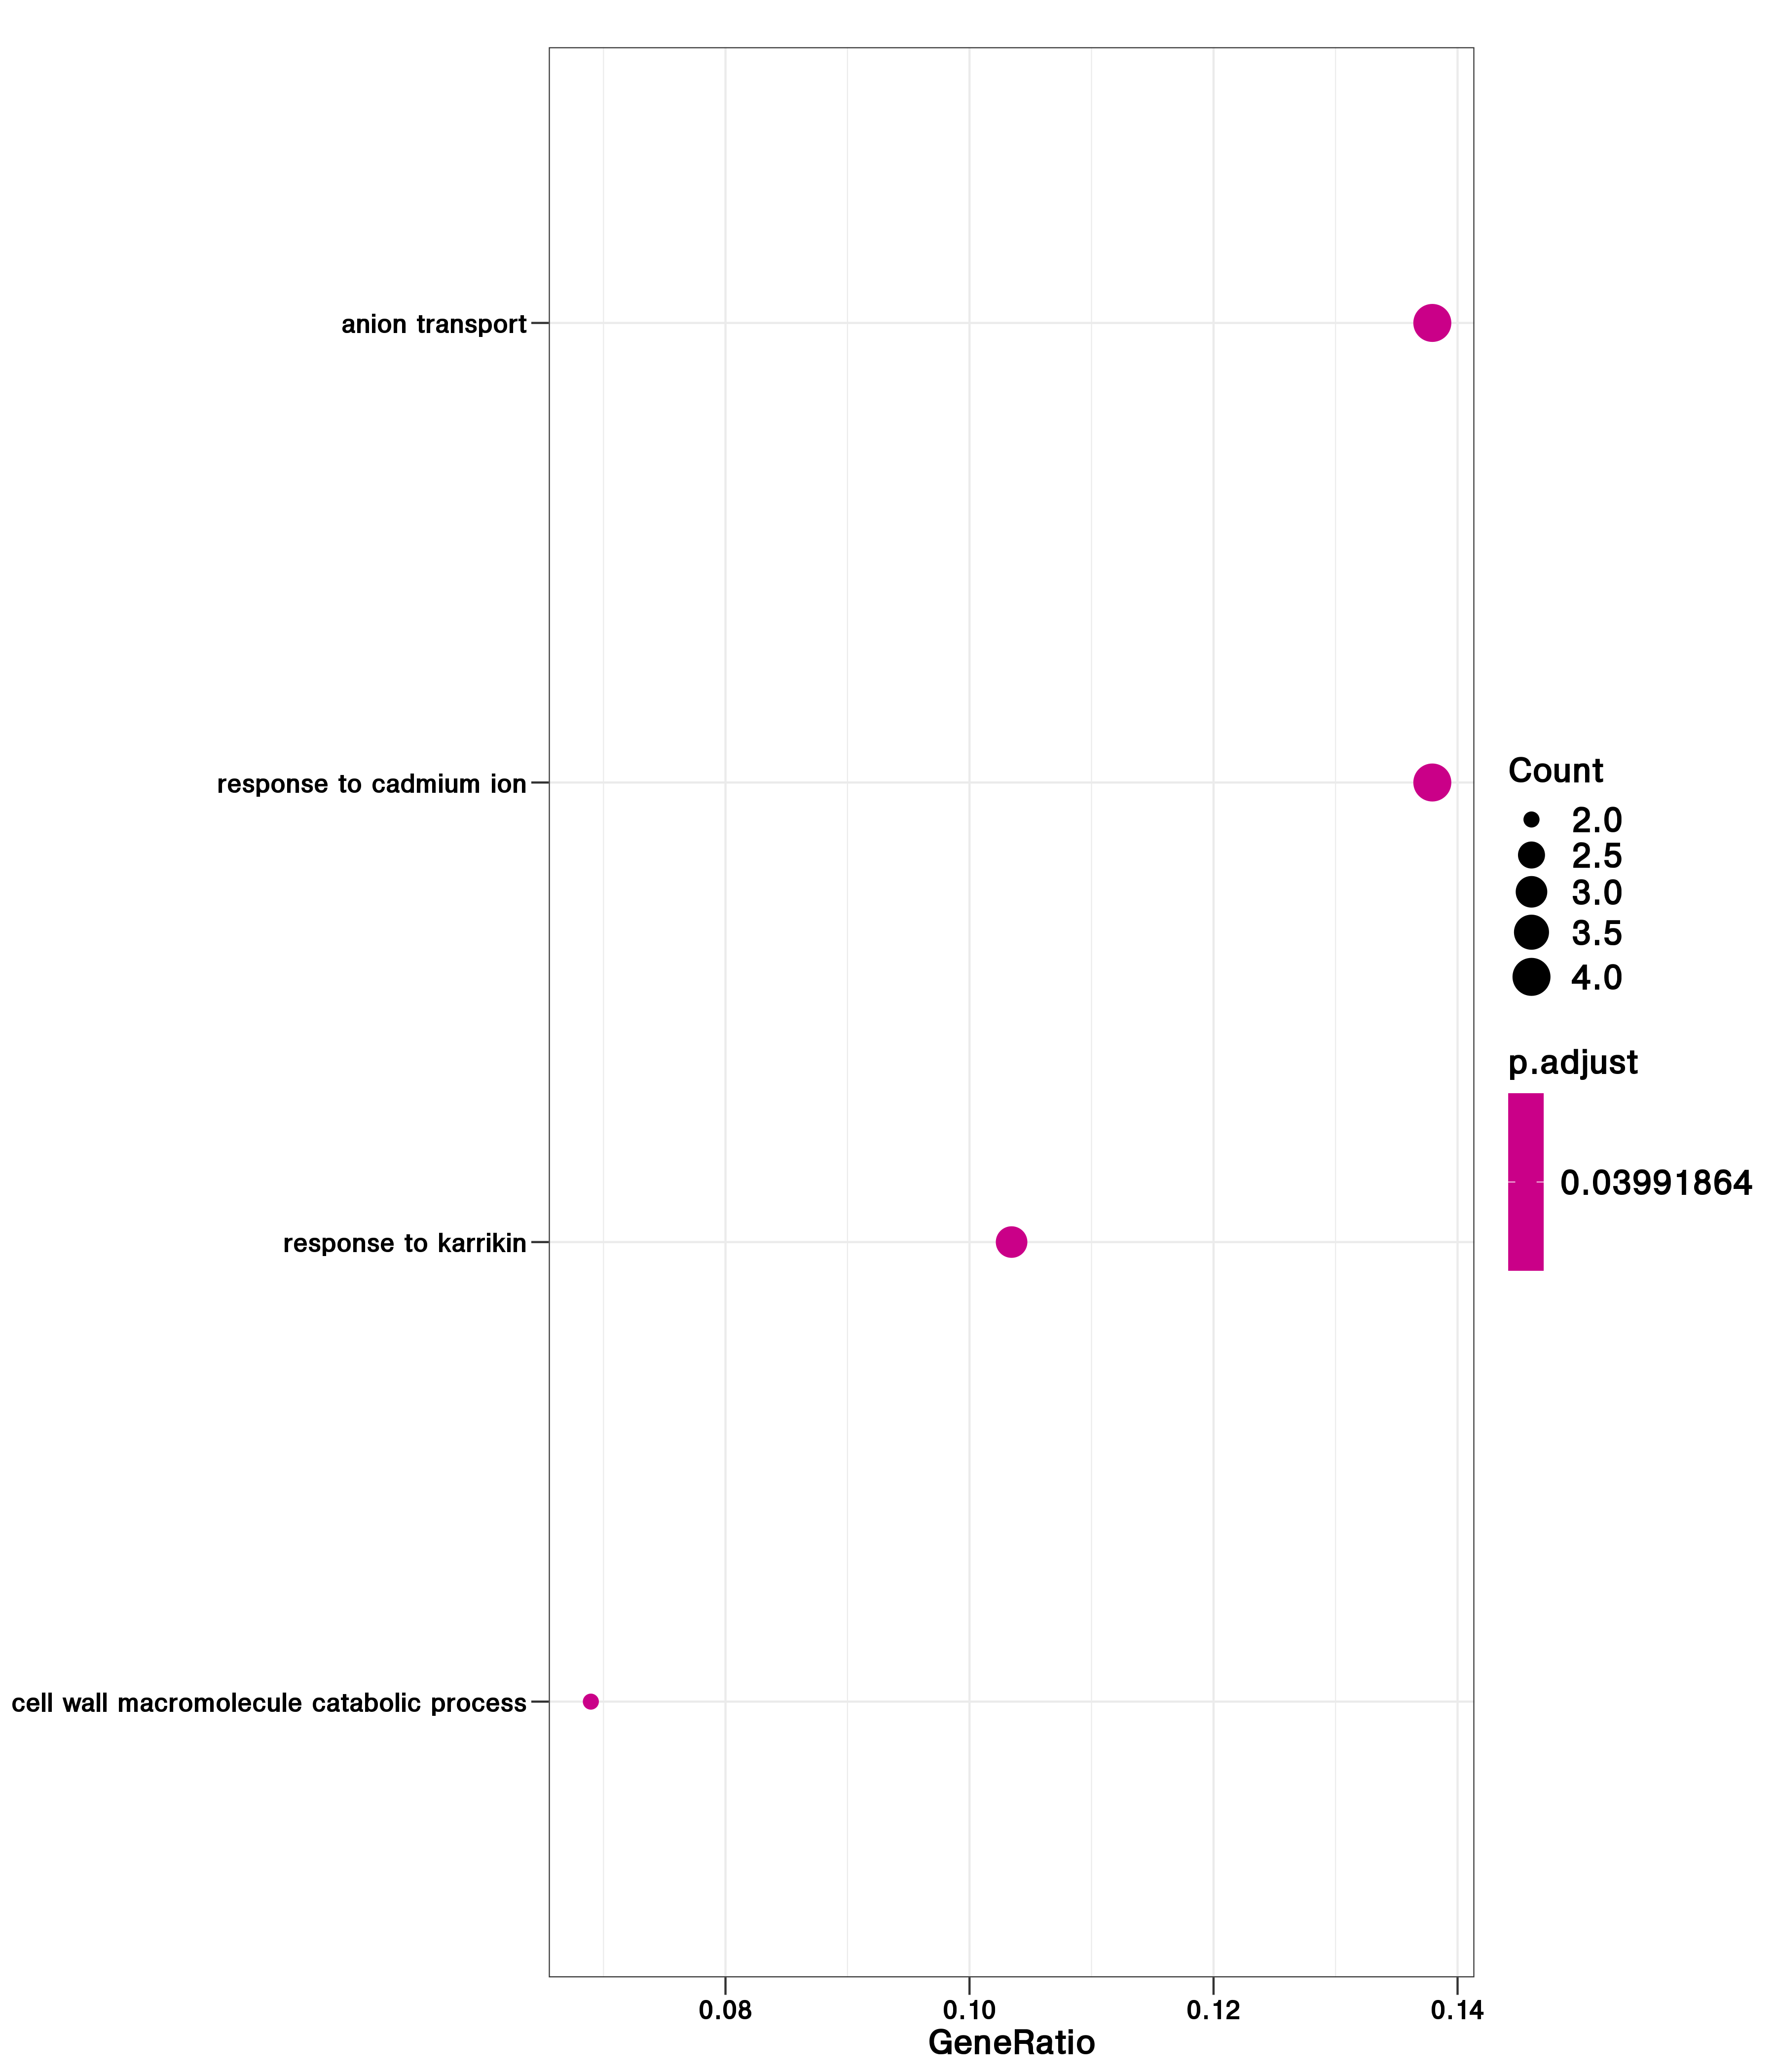 anion transport
response to cadmium ion
response to karrikin
cell wall macromolecule catabolic process
0.08 0.10 0.12 0.14
GeneRatio
Count
2.0
2.5
3.0
3.5
4.0
p.adjust
0.03991864